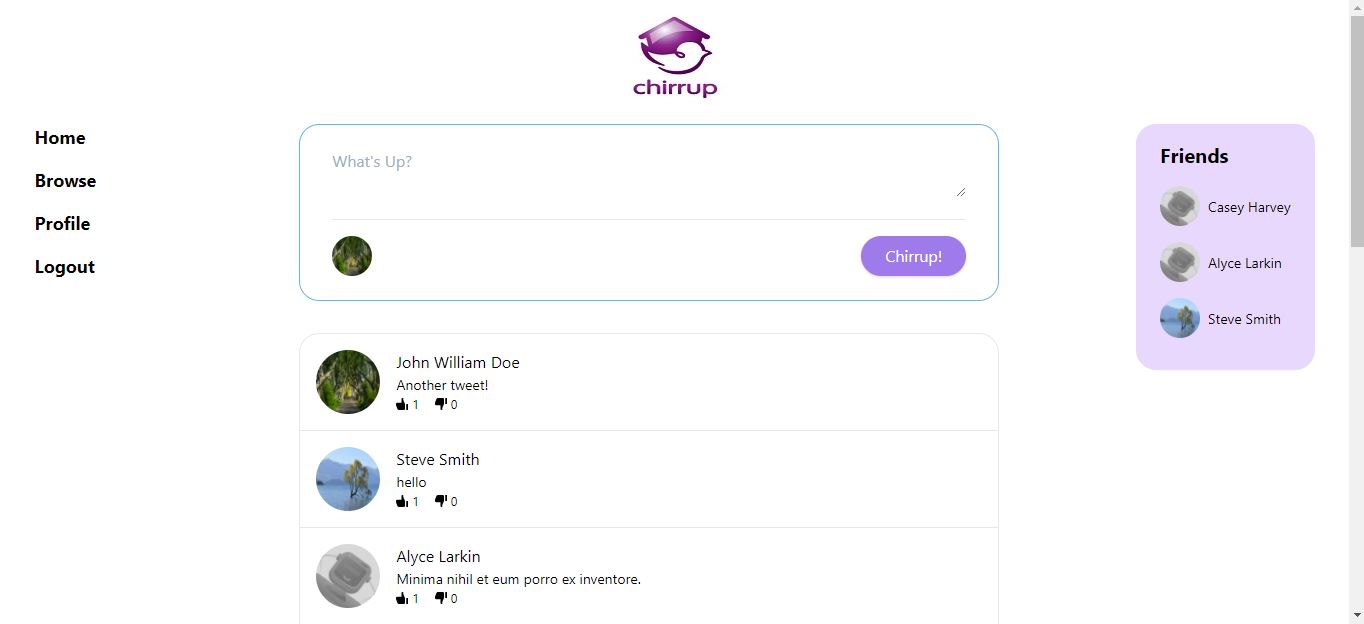 chirrup
Home
Browse
Profile
Logout
What's Up?
Chirrup!
John William Doe
Another tweet!
1 0
Steve Smith
hello
1 0
Alyce Larkin
Minima nihil et eum porro ex inventore.
1 0
Friends
Casey Harvey
Alyce Larkin
Steve Smith